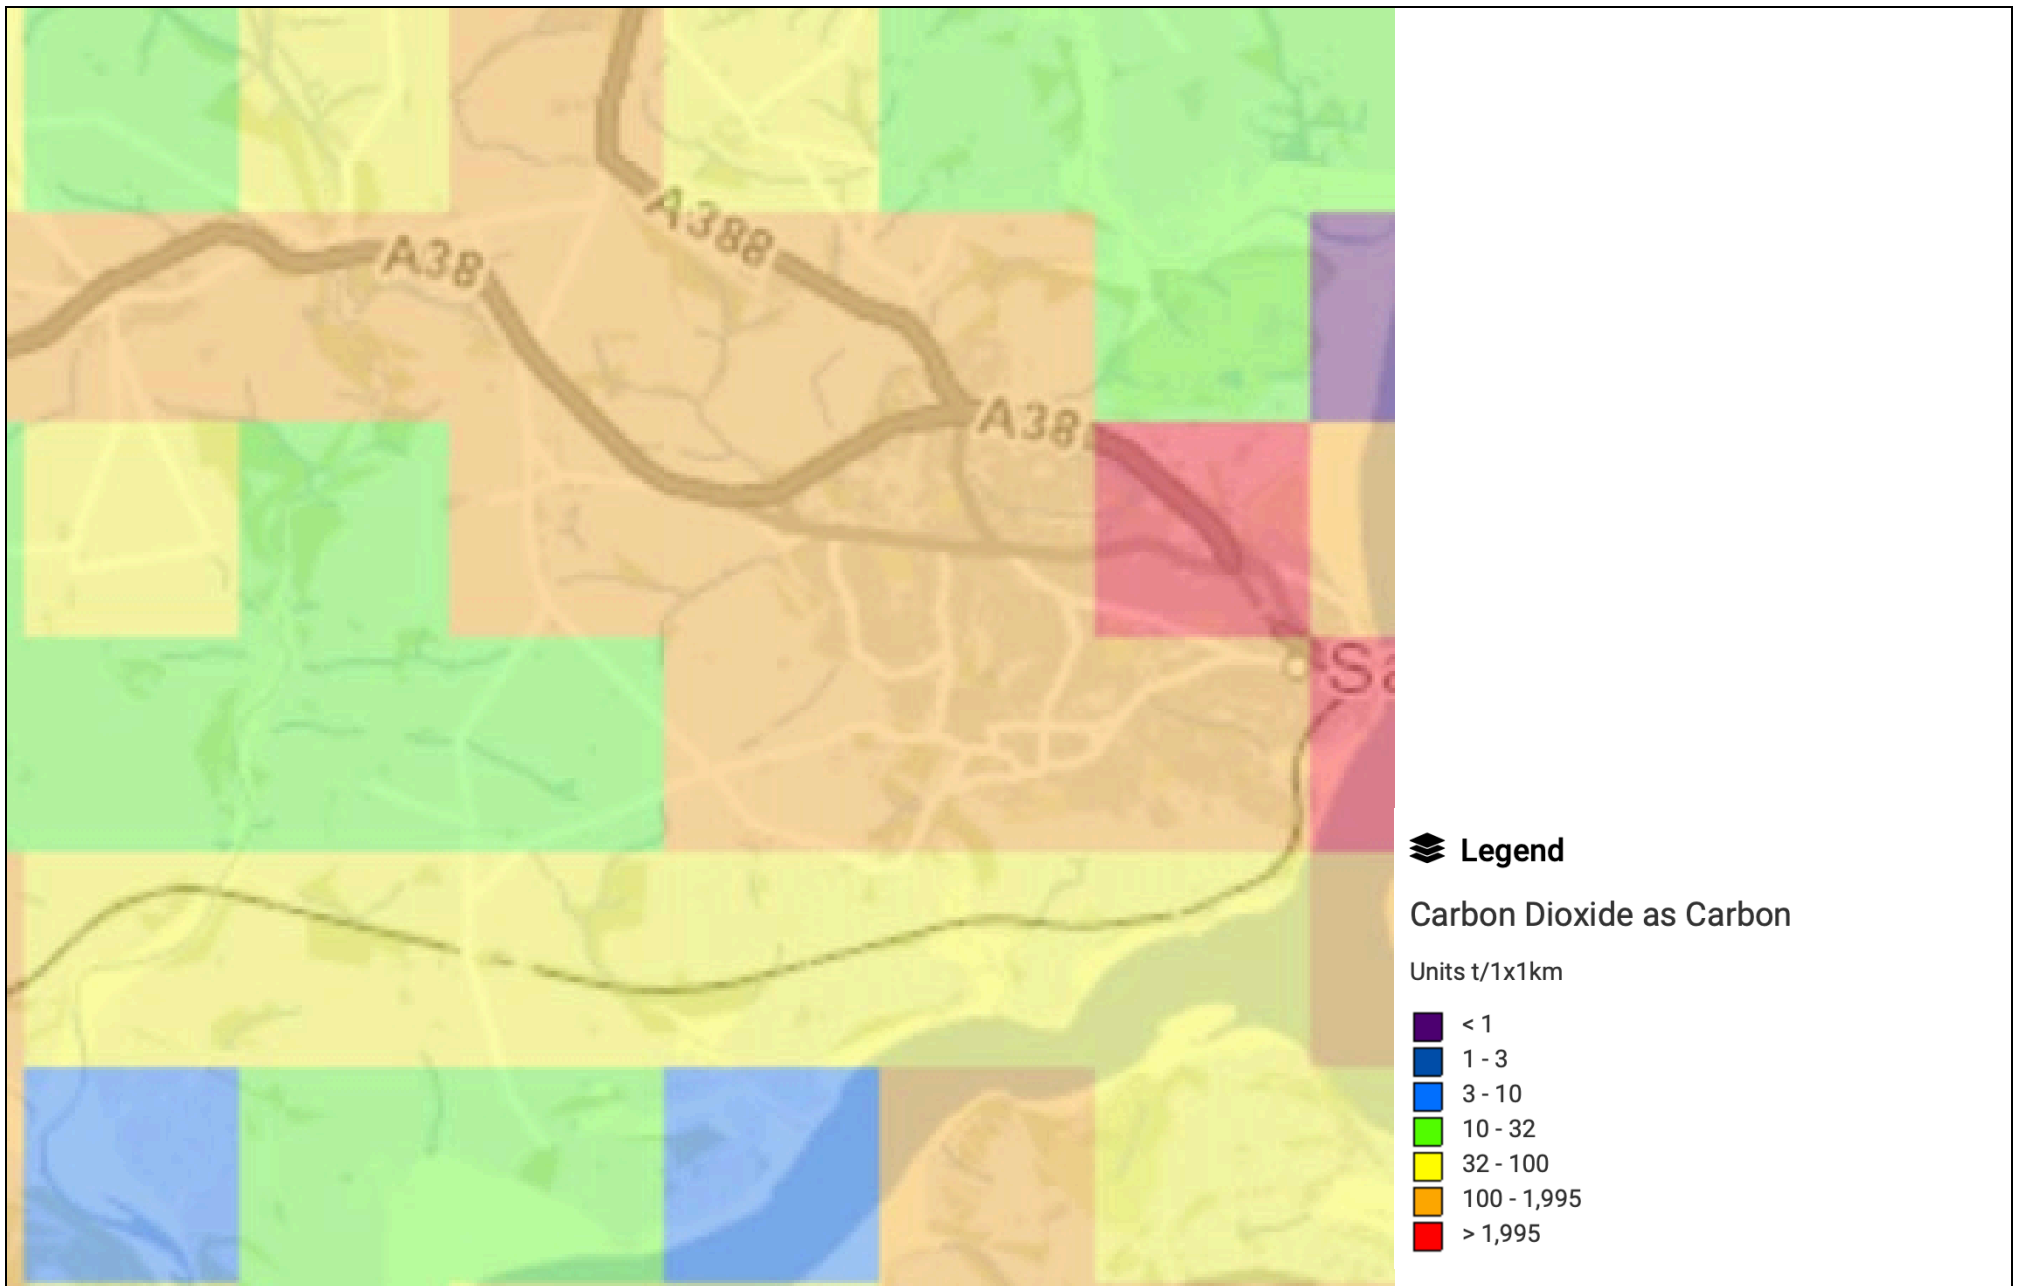 A388
A38
A38
Sa
Legend
Carbon Dioxide as Carbon
Units t/1x1km
< 1
1 - 3
3 - 10
10 - 32
32 - 100
100 - 1,995
> 1,995